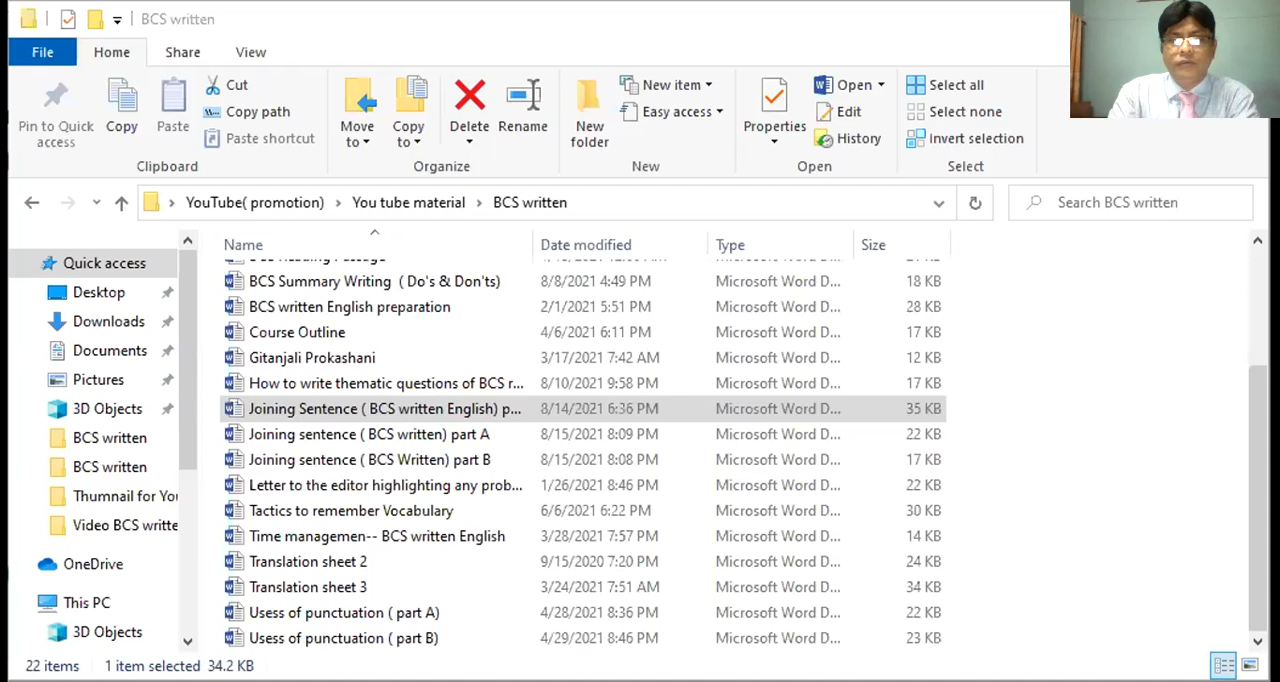 BCS written
File Home Share View
Pin to Quick access
Copy
Paste
Cut
Copy path
Paste shortcut
Clipboard
Move to
Copy to
Delete
Rename
Organize
New folder
New item
Easy access
New
Properties
Open
Edit
History
Open
Select all
Select none
Invert selection
Select
YouTube( promotion) You tube material BCS written
Search BCS written
Quick access
Desktop
Downloads
Documents
Pictures
3D Objects
BCS written
BCS written
Thumnail for You
Video BCS writte
OneDrive
This PC
3D Objects
Name Date modified Type Size
BCS Summary Writing ( Do's & Don'ts) 8/8/2021 4:49 PM Microsoft Word D... 18 KB
BCS written English preparation 2/1/2021 5:51 PM Microsoft Word D... 28 KB
Course Outline 4/6/2021 6:11 PM Microsoft Word D... 17 KB
Gitanjali Prokashani 3/17/2021 7:42 AM Microsoft Word D... 12 KB
How to write thematic questions of BCS r... 8/10/2021 9:58 PM Microsoft Word D... 17 KB
Joining Sentence ( BCS written English) p... 8/14/2021 6:36 PM Microsoft Word D... 35 KB
Joining sentence ( BCS written) part A 8/15/2021 8:09 PM Microsoft Word D... 22 KB
Joining sentence ( BCS Written) part B 8/15/2021 8:08 PM Microsoft Word D... 17 KB
Letter to the editor highlighting any prob... 1/26/2021 8:46 PM Microsoft Word D... 22 KB
Tactics to remember Vocabulary 6/6/2021 6:22 PM Microsoft Word D... 30 KB
Time managemen-- BCS written English 3/28/2021 7:57 PM Microsoft Word D... 14 KB
Translation sheet 2 9/15/2020 7:20 PM Microsoft Word D... 24 KB
Translation sheet 3 3/24/2021 7:51 AM Microsoft Word D... 34 KB
Usess of punctuation ( part A) 4/28/2021 8:36 PM Microsoft Word D... 22 KB
Usess of punctuation ( part B) 4/29/2021 8:46 PM Microsoft Word D... 23 KB
22 items 1 item selected 34.2 KB